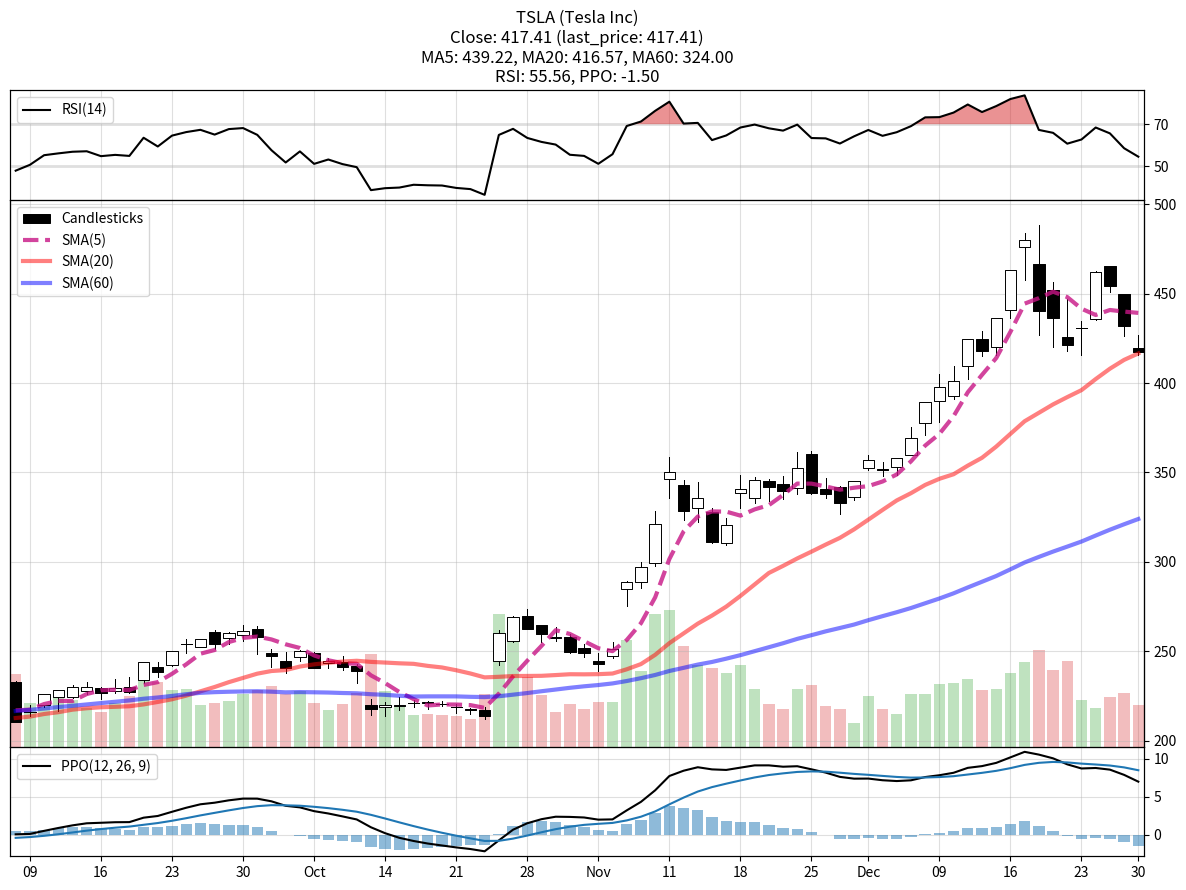 TSLA (Tesla Inc)
Close: 417.41 (last_price: 417.41)
MA5: 439.22, MA20: 416.57, MA60: 324.00
RSI: 55.56, PPO: -1.50
RSI(14)
70
50
Candlesticks
SMA(5)
SMA(20)
SMA(60)
500
450
400
350
300
250
200
PPO(12, 26, 9)
10
5
0
09 16 23 30 Oct 14 21 28 Nov 11 18 25 Dec 09 16 23 30